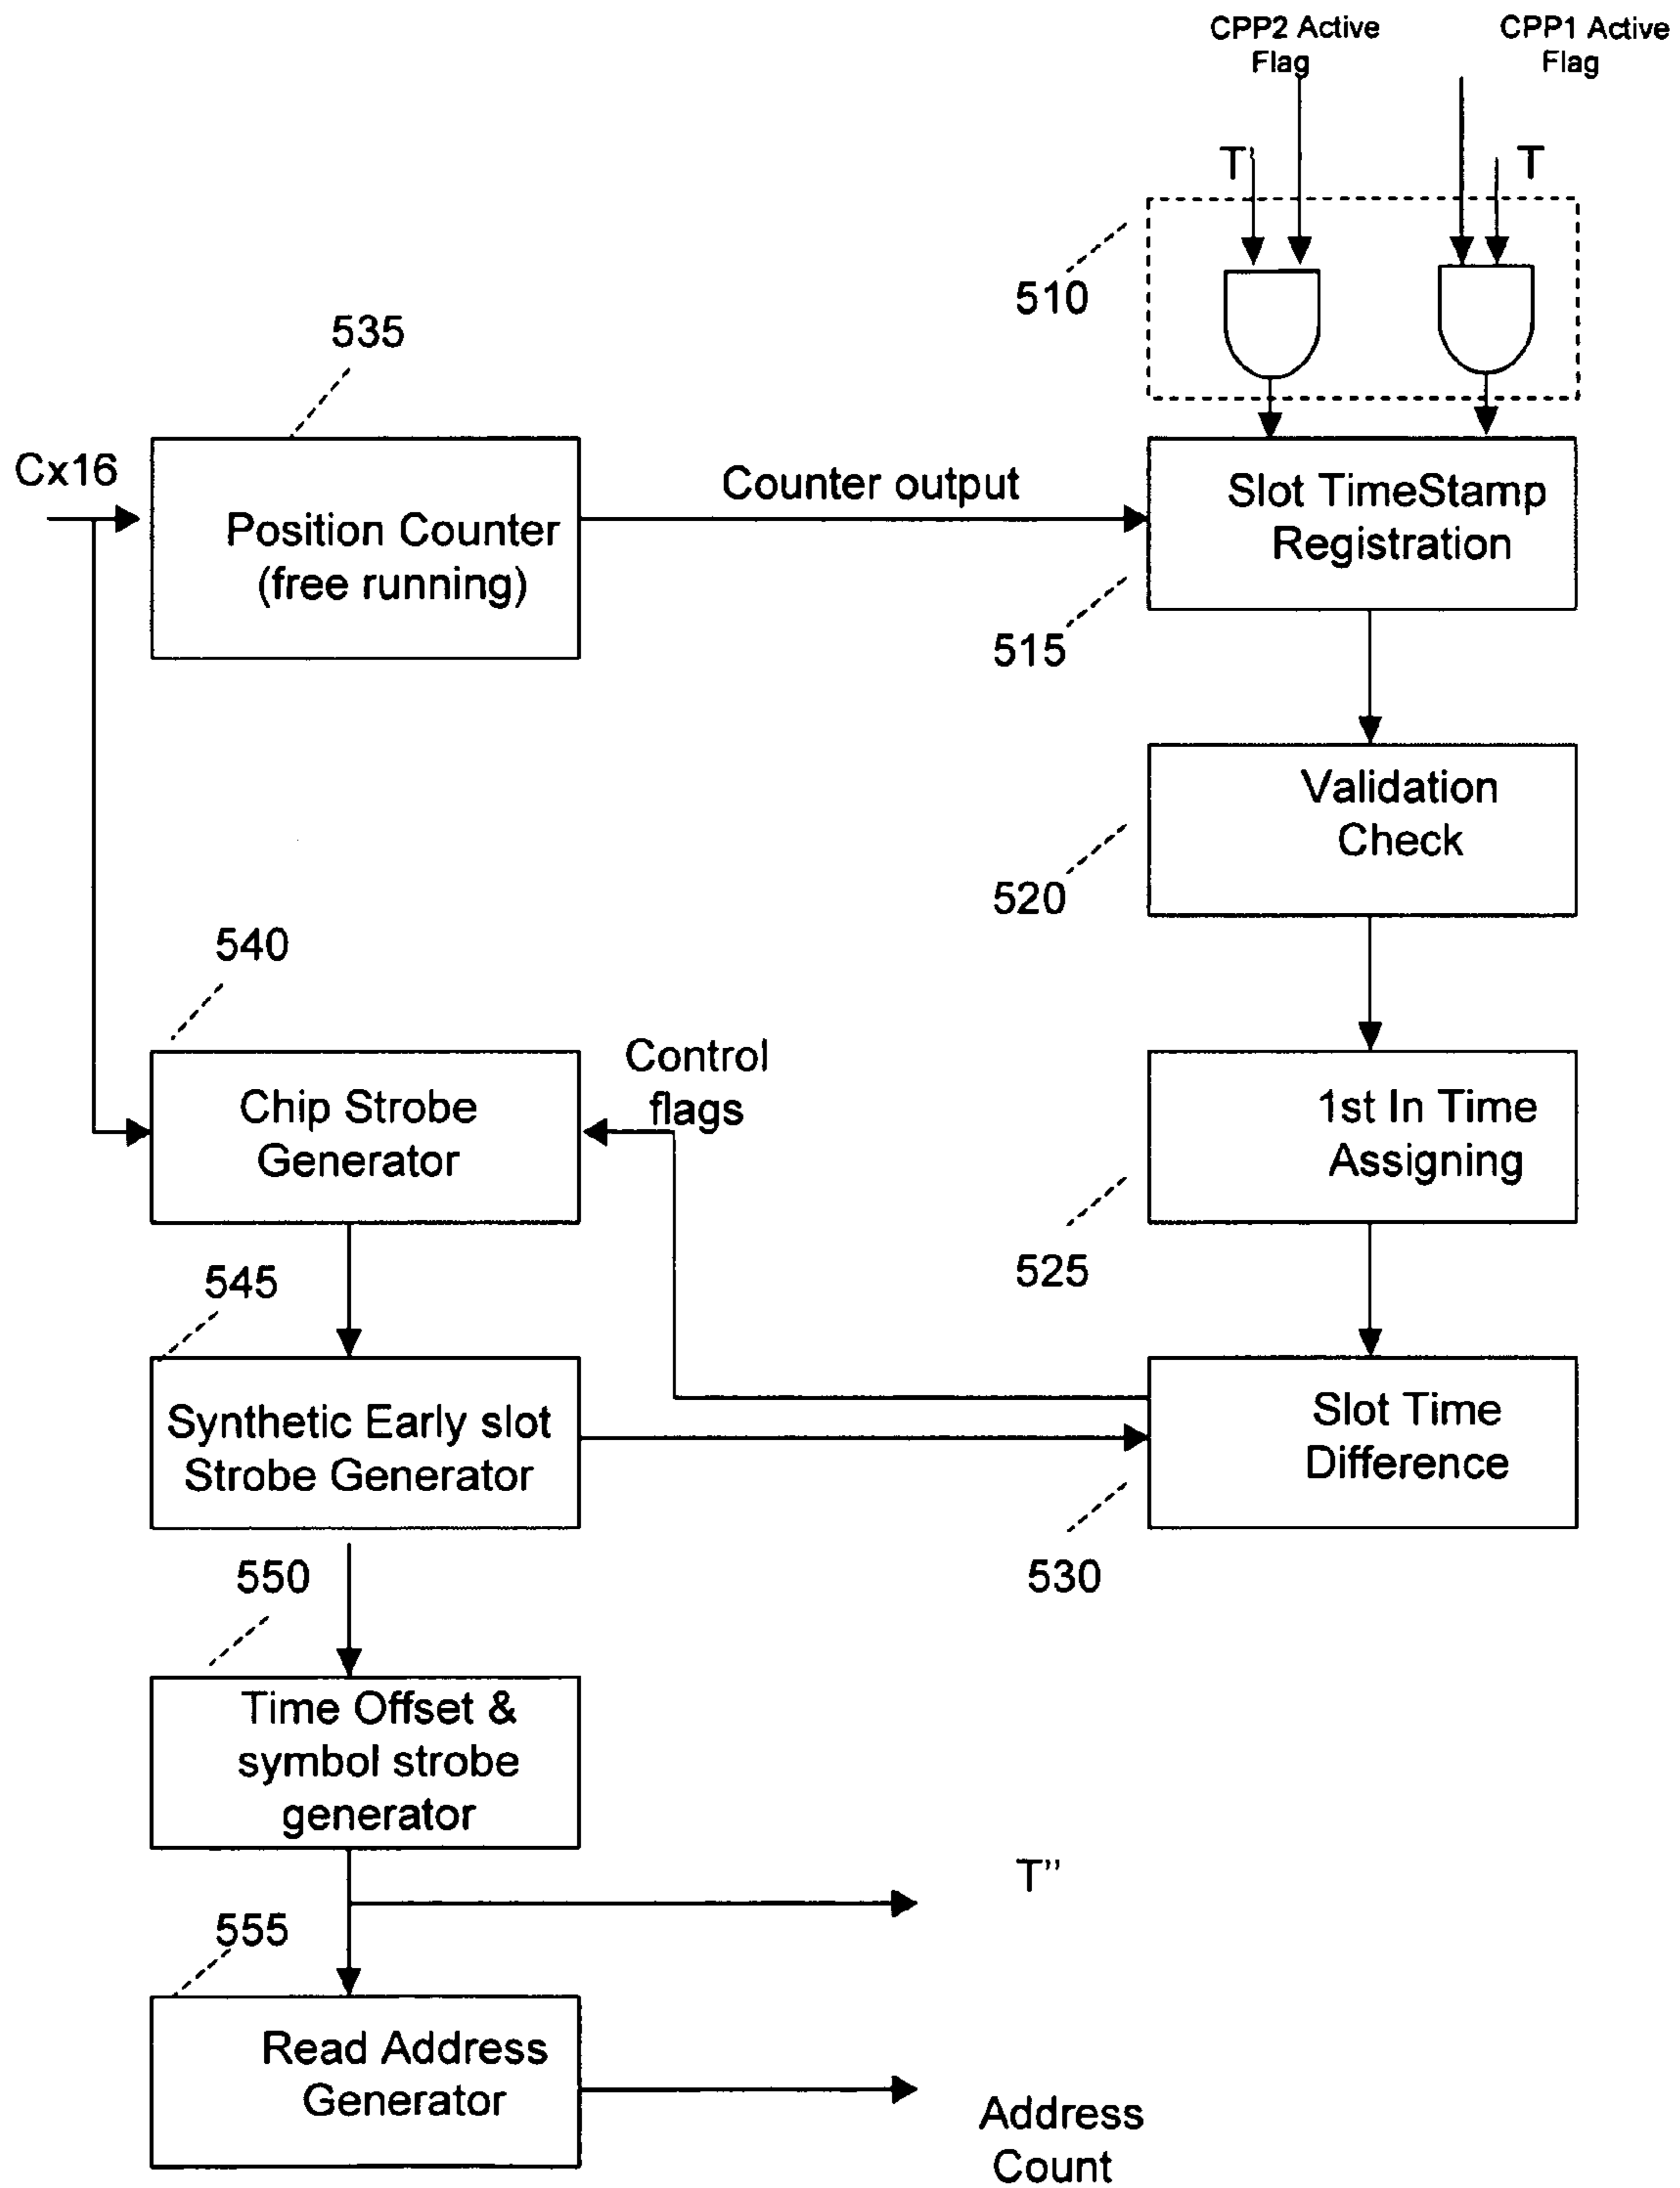 CPP2 Active
Flag
CPP1 Active
Flag
T'
T
510
535
Cx16
Position Counter
(free running)
Counter output
Slot TimeStamp
Registration
515
Validation
Check
520
540
Chip Strobe
Generator
Control
flags
1st In Time
Assigning
525
545
Synthetic Early slot
Strobe Generator
Slot Time
Difference
530
550
Time Offset &
symbol strobe
generator
T”
555
Read Address
Generator
Address
Count